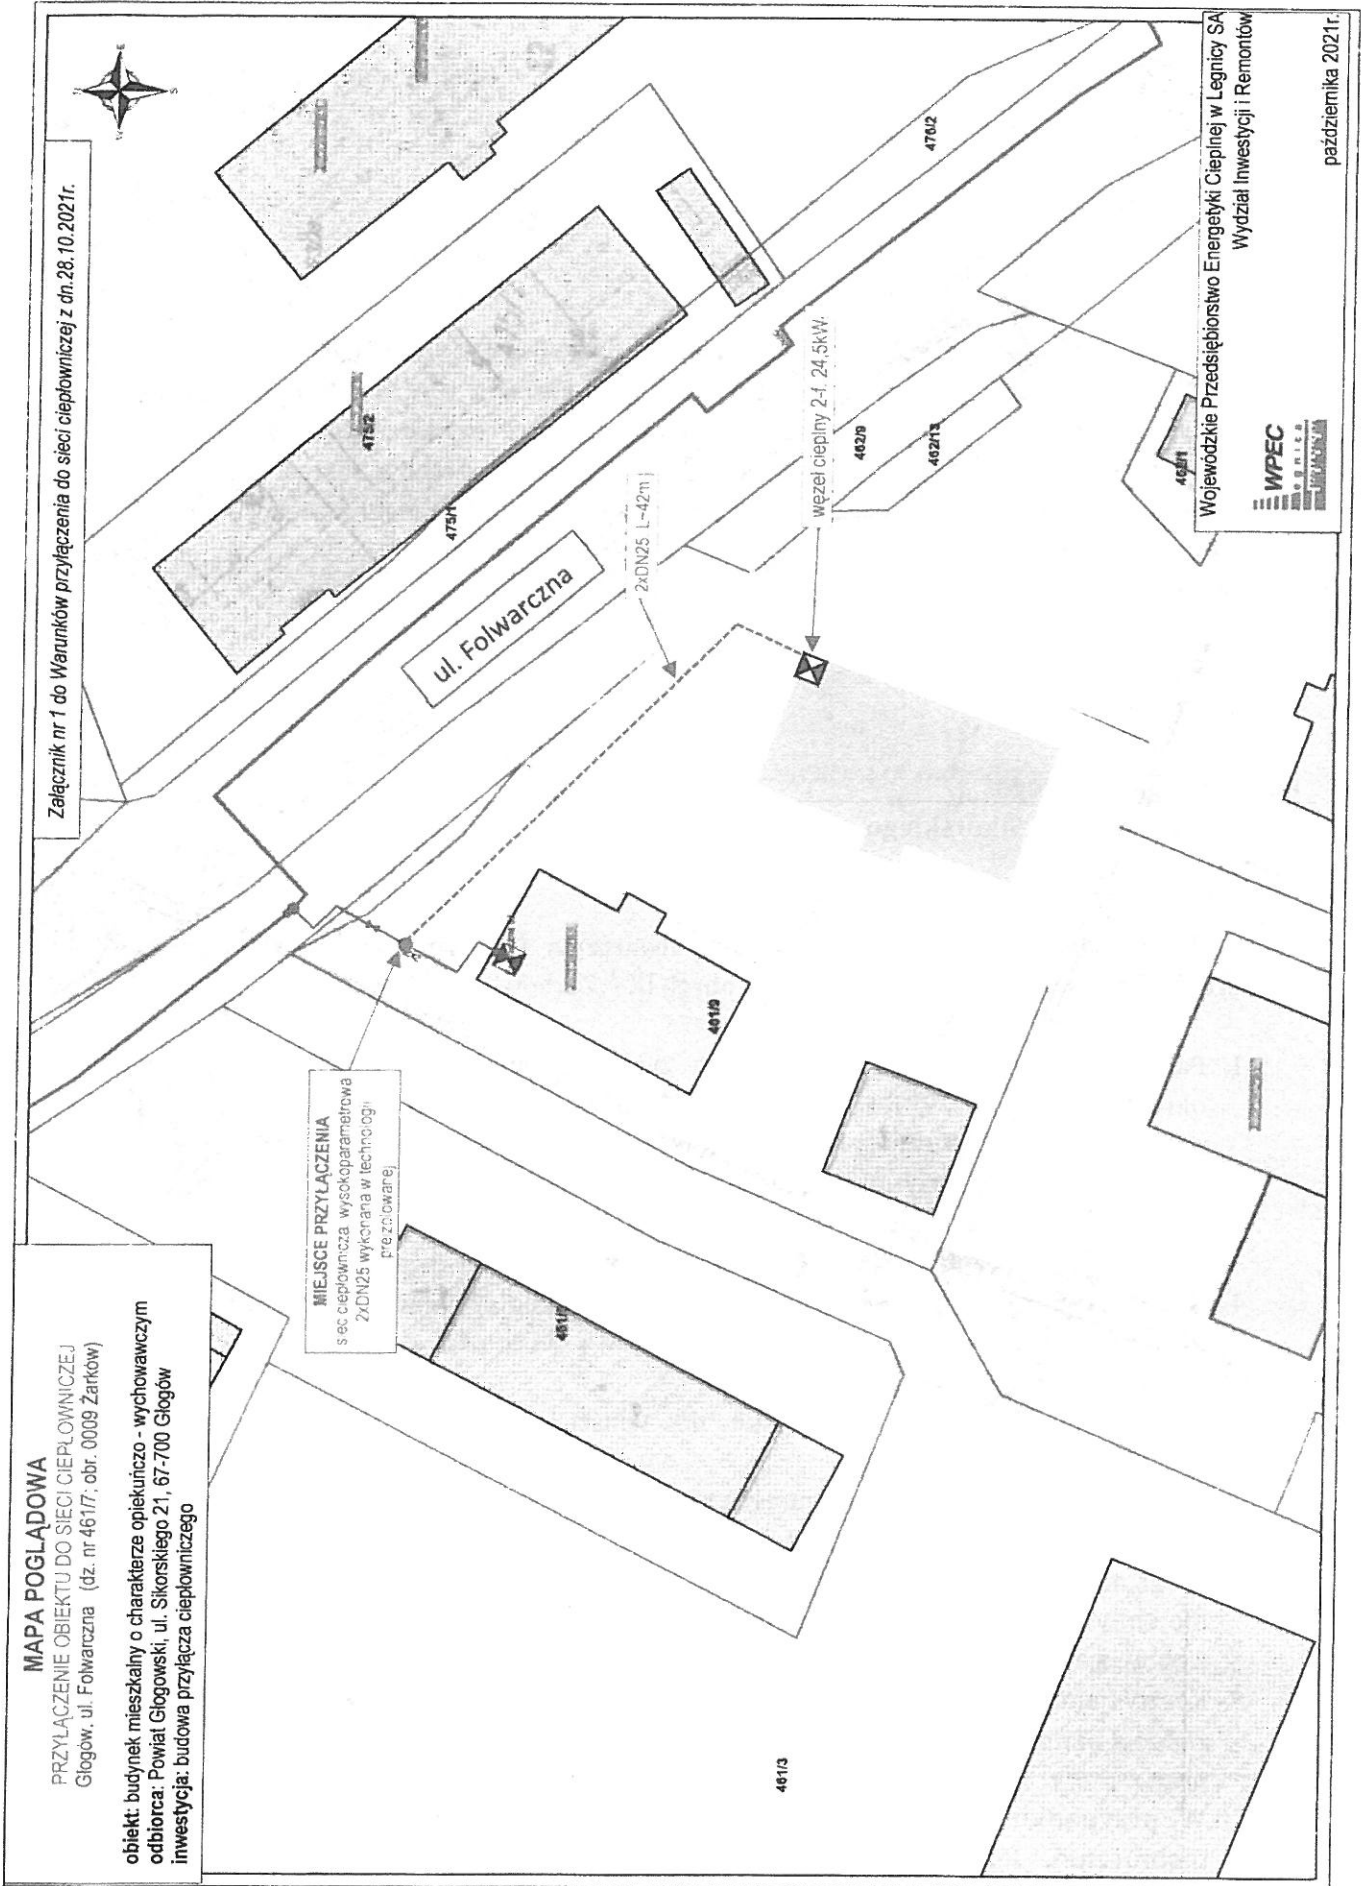 MAPA POGLĄDOWA
PRZYŁĄCZENIE OBIEKTU DO SIECI CIEPŁOWNICZEJ
Głogów, ul. Folwarczna (dz. nr 461/7; obr. 0009 Żarków)
obiekt: budynek mieszkalny o charakterze opiekuńczo - wychowawczym
odbiorca: Powiat Głogowski, ul. Sikorskiego 21, 67-700 Głogów
inwestycja: budowa przyłącza ciepłowniczego
Załącznik nr 1 do Warunków przyłączenia do sieci ciepłowniczej z dn.28.10.2021r.
N
E
S
W
MIEJSCE PRZYŁĄCZENIA
sieć ciepłownicza wysokoparametrowa
2xDN25 wykonana w technologii
preizolowanej
ul. Folwarczna
2xDN25 L~42m
węzeł cieplny 2-f. 24,5kW.
475/2
475/1
476/2
462/9
462/13
461/9
461/3
Wojewódzkie Przedsiębiorstwo Energetyki Cieplnej w Legnicy SA
Wydział Inwestycji i Remontów
WPEC
Legnica
października 2021r.